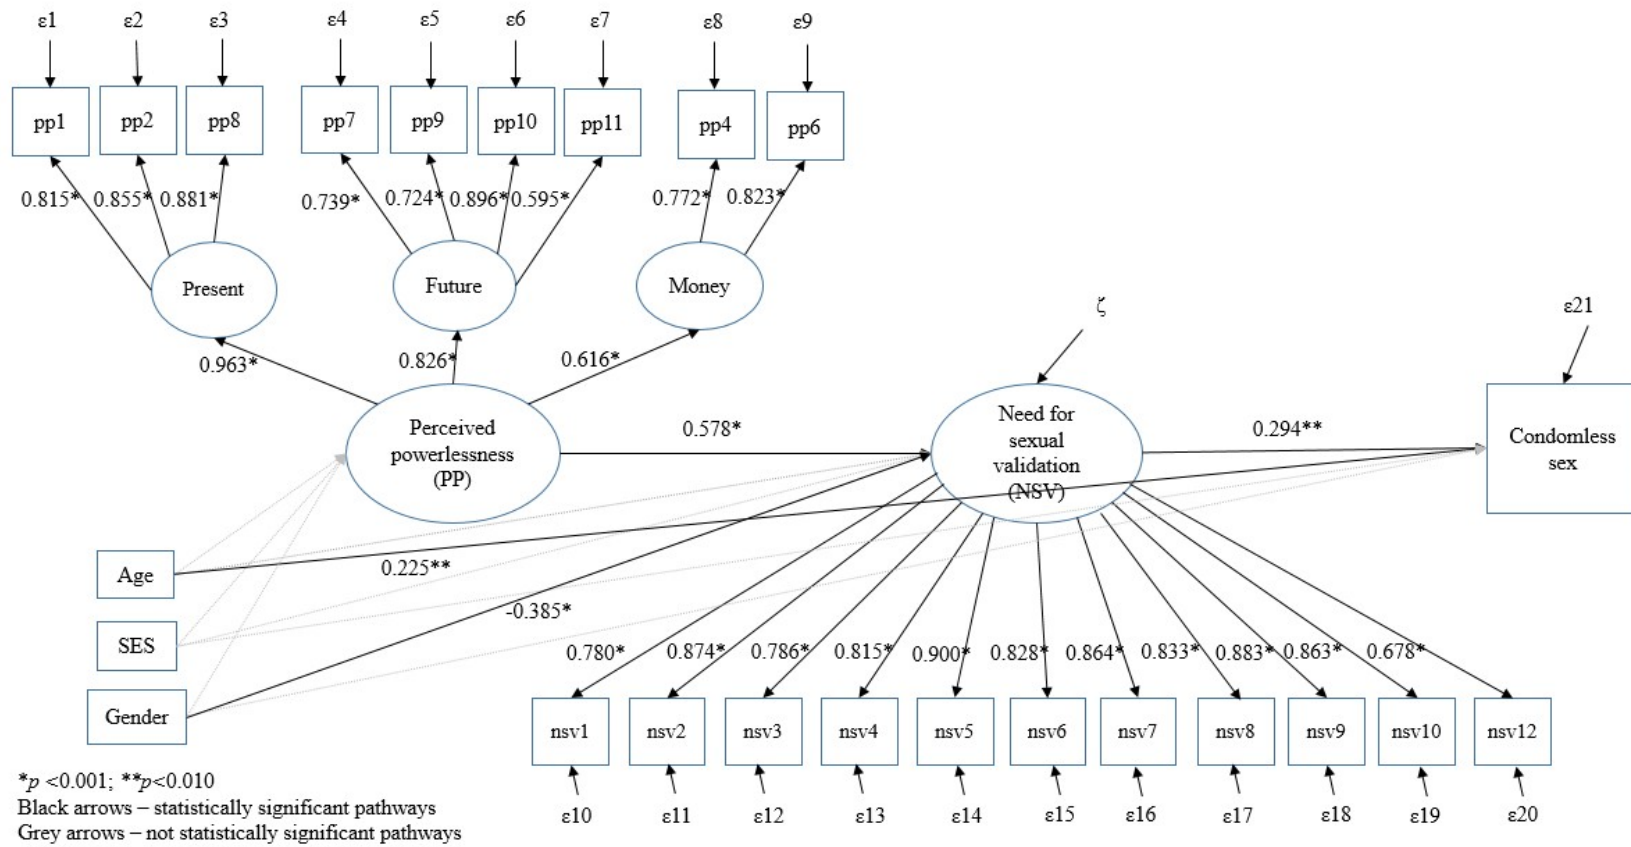 ε1 ε2 ε3 ε4 ε5 ε6 ε7 ε8 ε9
pp1 pp2 pp8 pp7 pp9 pp10 pp11 pp4 pp6
0.815* 0.855* 0.881* 0.739* 0.724* 0.896* 0.595* 0.772* 0.823*
Present Future Money
ζ ε21
0.963* 0.826* 0.616*
Perceived
powerlessness
(PP)
0.578*
Need for
sexual
validation
(NSV)
0.294**
Condomless
sex
Age
0.225**
SES
-0.385*
Gender
0.780* 0.874* 0.786* 0.815* 0.900* 0.828* 0.864* 0.833* 0.883* 0.863* 0.678*
nsv1 nsv2 nsv3 nsv4 nsv5 nsv6 nsv7 nsv8 nsv9 nsv10 nsv12
ε10 ε11 ε12 ε13 ε14 ε15 ε16 ε17 ε18 ε19 ε20
*p <0.001; **p<0.010
Black arrows – statistically significant pathways
Grey arrows – not statistically significant pathways